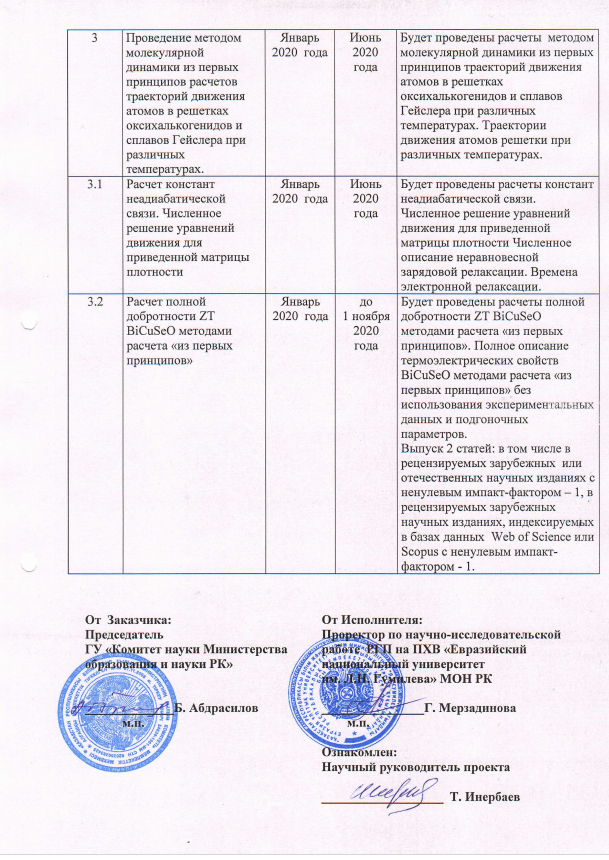 3
Проведение методом
молекулярной
динамики из первых
принципов расчетов
траекторий движения
атомов в решетках
оксихалькогенидов и
сплавов Гейслера при
различных
температурах.
Январь
2020 года
Июнь
2020
года
Будет проведены расчеты методом
молекулярной динамики из первых
принципов траекторий движения
атомов в решетках
оксихалькогенидов и сплавов
Гейслера при различных
температурах. Траектории
движения атомов решетки при
различных температурах.
3.1
Расчет констант
неадиабатической
связи. Численное
решение уравнений
движения для
приведенной матрицы
плотности
Январь
2020 года
Июнь
2020
года
Будет проведены расчеты констант
неадиабатической связи.
Численное решение уравнений
движения для приведенной
матрицы плотности Численное
описание неравновесной
зарядовой релаксации. Времена
электронной релаксации.
3.2
Расчет полной
добротности ZT
BiCuSeO методами
расчета «из первых
принципов»
Январь
2020 года
до
1 ноября
2020
года
Будет проведены расчеты полной
добротности ZT BiCuSeO
методами расчета «из первых
принципов». Полное описание
термоэлектрических свойств
BiCuSeO методами расчета «из
первых принципов» без
использования экспериментальных
данных и подгоночных
параметров.
Выпуск 2 статей: в том числе в
рецензируемых зарубежных или
отечественных научных изданиях с
ненулевым импакт-фактором – 1, в
рецензируемых зарубежных
научных изданиях, индексируемых
в базах данных Web of Science или
Scopus с ненулевым импакт-
фактором - 1.
От Заказчика:
Председатель
ГУ «Комитет науки Министерства
образования и науки РК»
Б. Абдрасилов
м.п.
От Исполнителя:
Проректор по научно-исследовательской
работе РГП на ПХВ «Евразийский
национальный университет
им. Л.Н. Гумилева» МОН РК
Г. Мерзадинова
м.п.
Ознакомлен:
Научный руководитель проекта
Т. Инербаев